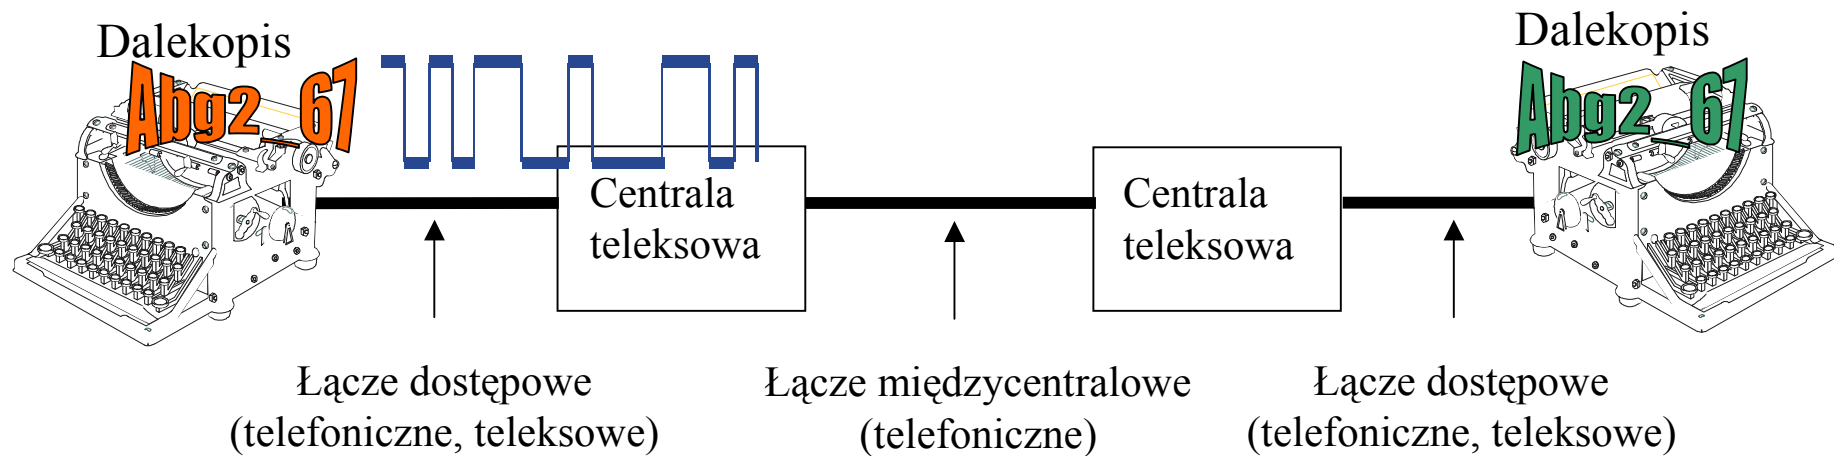 Dalekopis
Dalekopis
Abg2_67
Abg2_67
Centrala
teleksowa
Centrala
teleksowa
Łącze dostępowe
(telefoniczne, teleksowe)
Łącze międzycentralowe
(telefoniczne)
Łącze dostępowe
(telefoniczne, teleksowe)